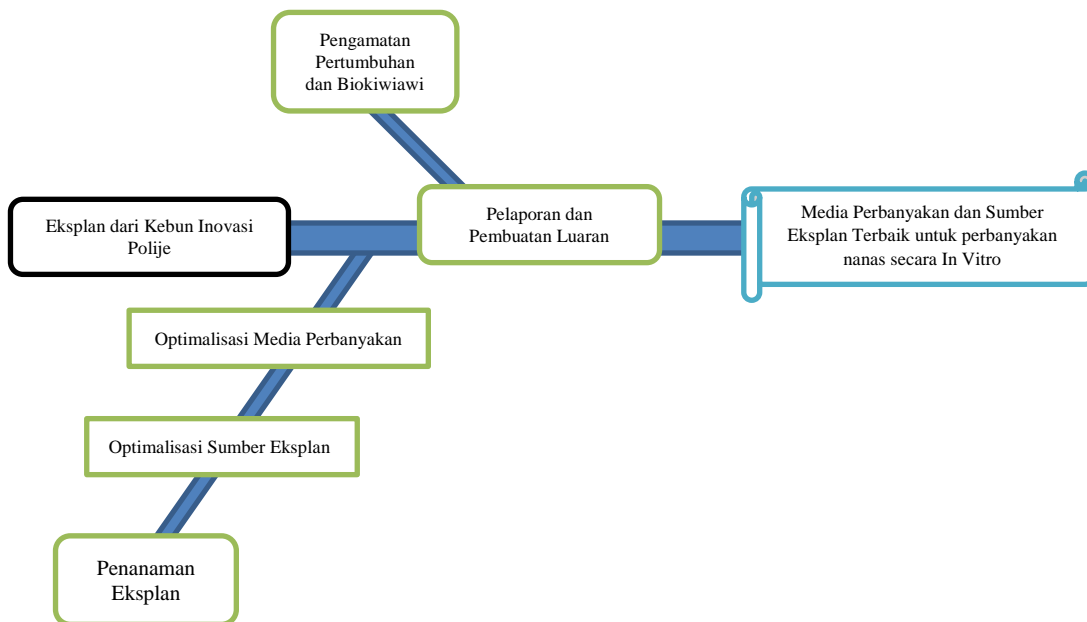 Pengamatan
Pertumbuhan
dan Biokiwiawi
Eksplan dari Kebun Inovasi
Polije
Pelaporan dan
Pembuatan Luaran
Media Perbanyakan dan Sumber
Eksplan Terbaik untuk perbanyakan
nanas secara In Vitro
Optimalisasi Media Perbanyakan
Optimalisasi Sumber Eksplan
Penanaman
Eksplan